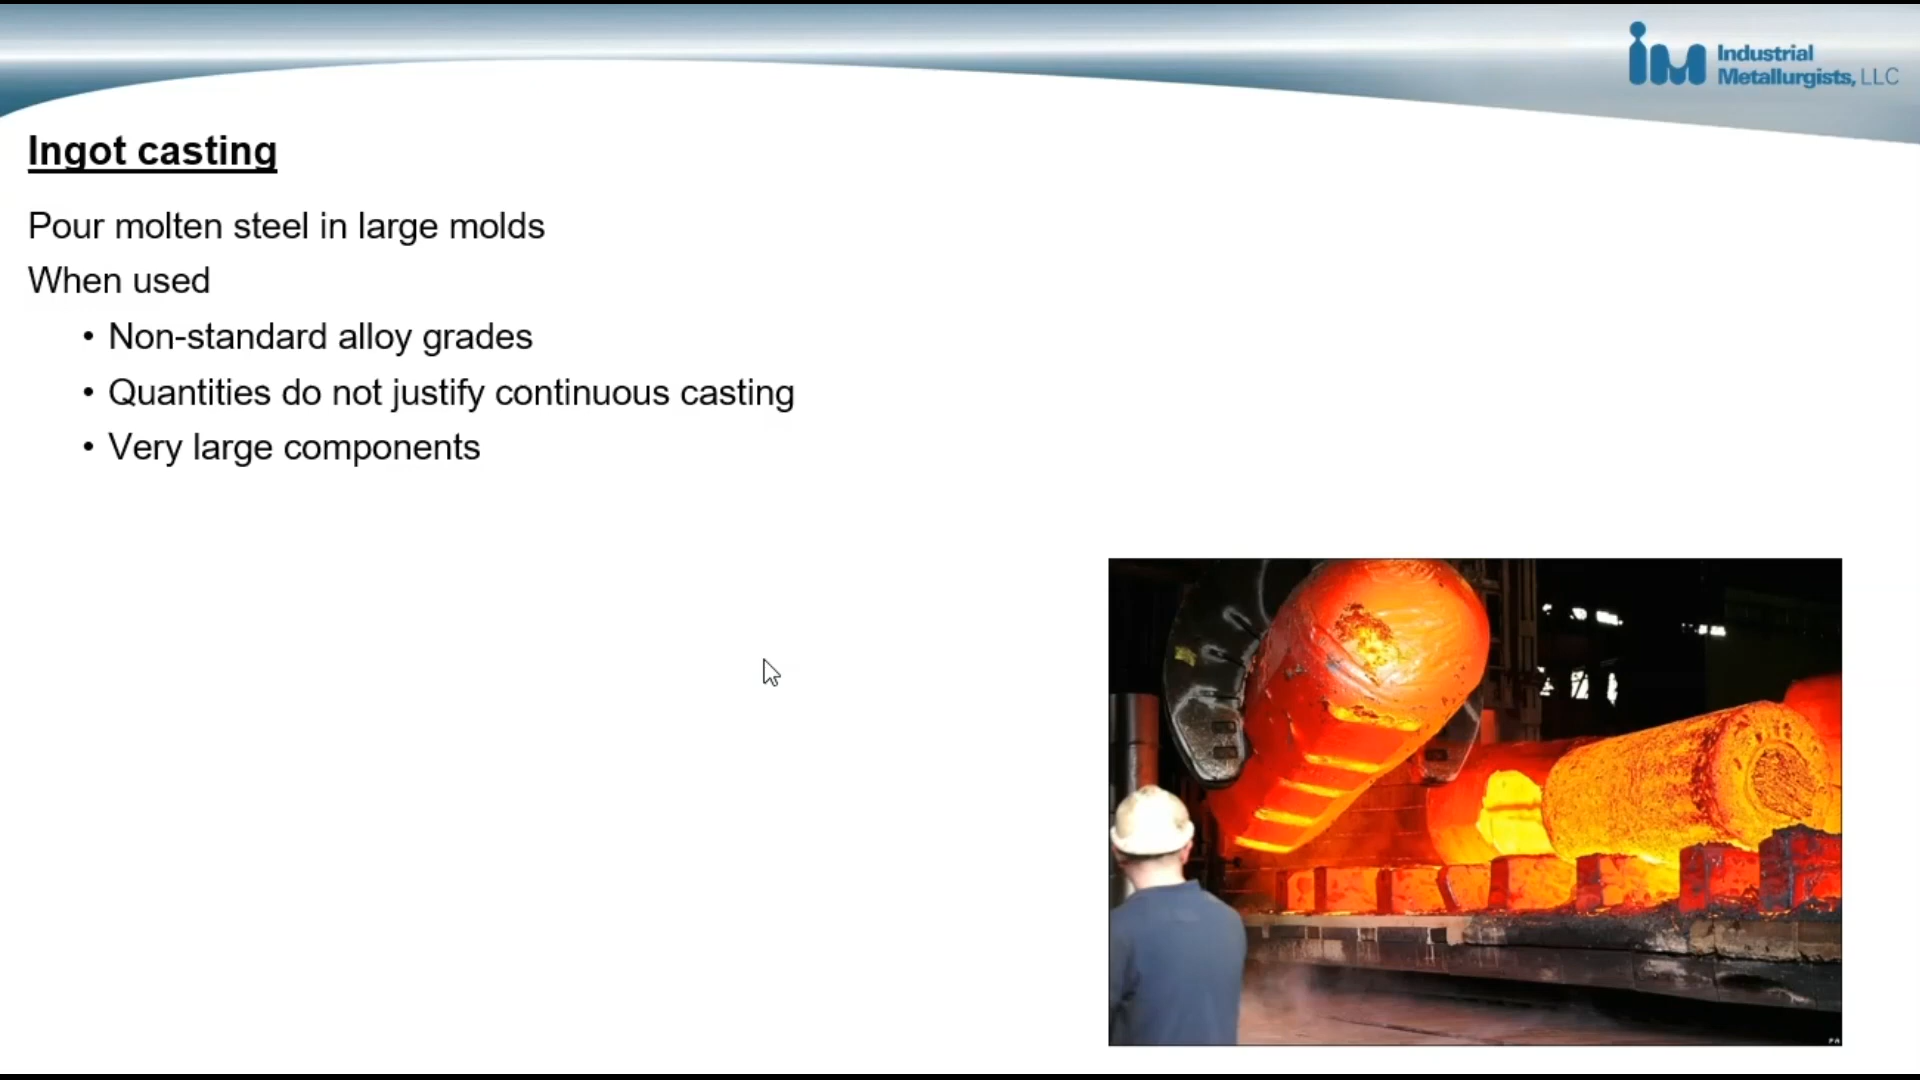 Industrial
Metallurgists, LLC
Ingot casting
Pour molten steel in large molds
When used
• Non-standard alloy grades
• Quantities do not justify continuous casting
• Very large components
PA